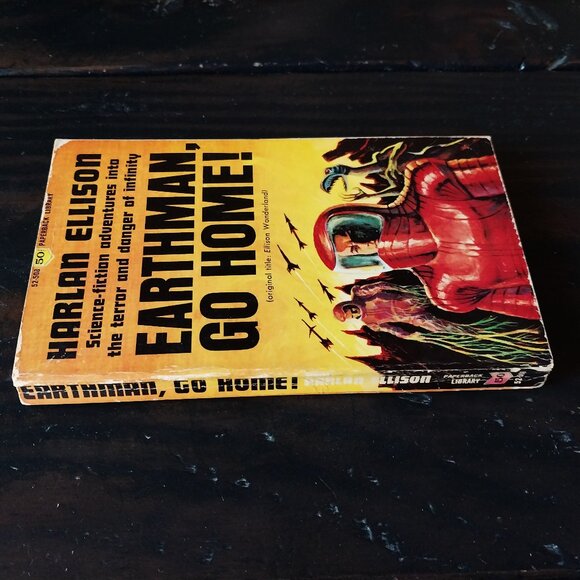 52-508 50 PAPERBACK LIBRARY
HARLAN ELLISON
Science-fiction adventures into
the terror and danger of infinity
EARTHMAN,
GO HOME!
(original title: Ellison Wonderland)
EARTHMAN, GO HOME! HARLAN ELLISON PAPERBACK
LIBRARY